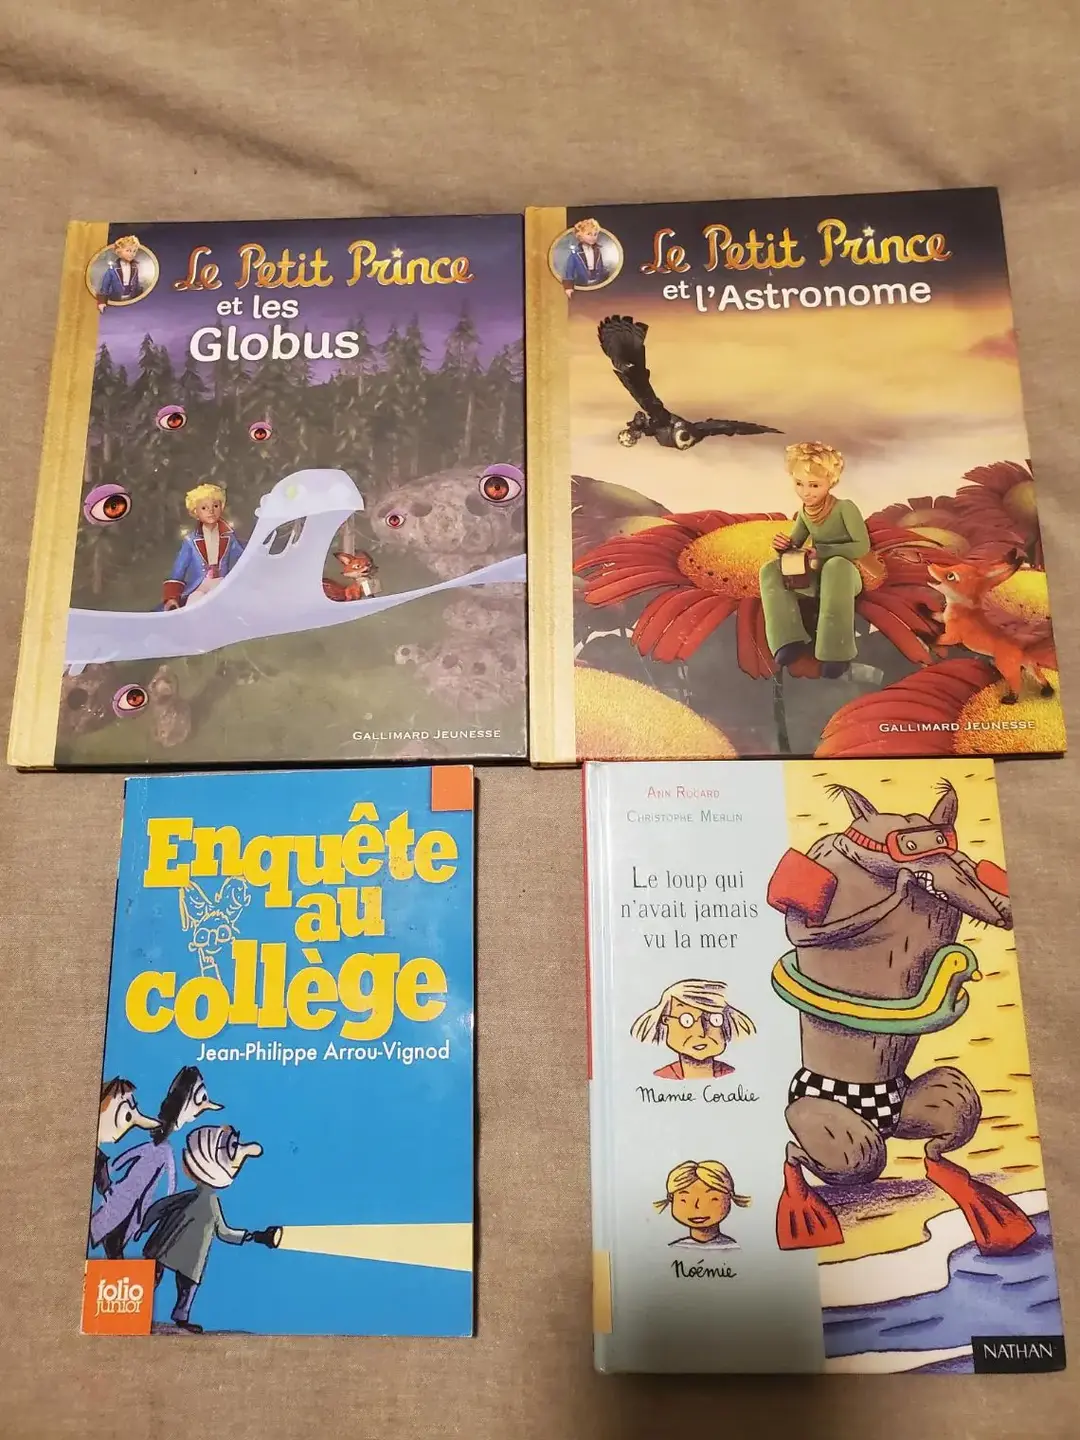 Le Petit Prince
et les
Globus
GALLIMARD JEUNESSE
Le Petit Prince
et l'Astronome
GALLIMARD JEUNESSE
Enquête
au
collège
Jean-Philippe Arrou-Vignod
folio
junior
ANN ROCARD
CHRISTOPHE MERLIN
Le loup qui
n'avait jamais
vu la mer
Mamie Coralie
Noémie
NATHAN